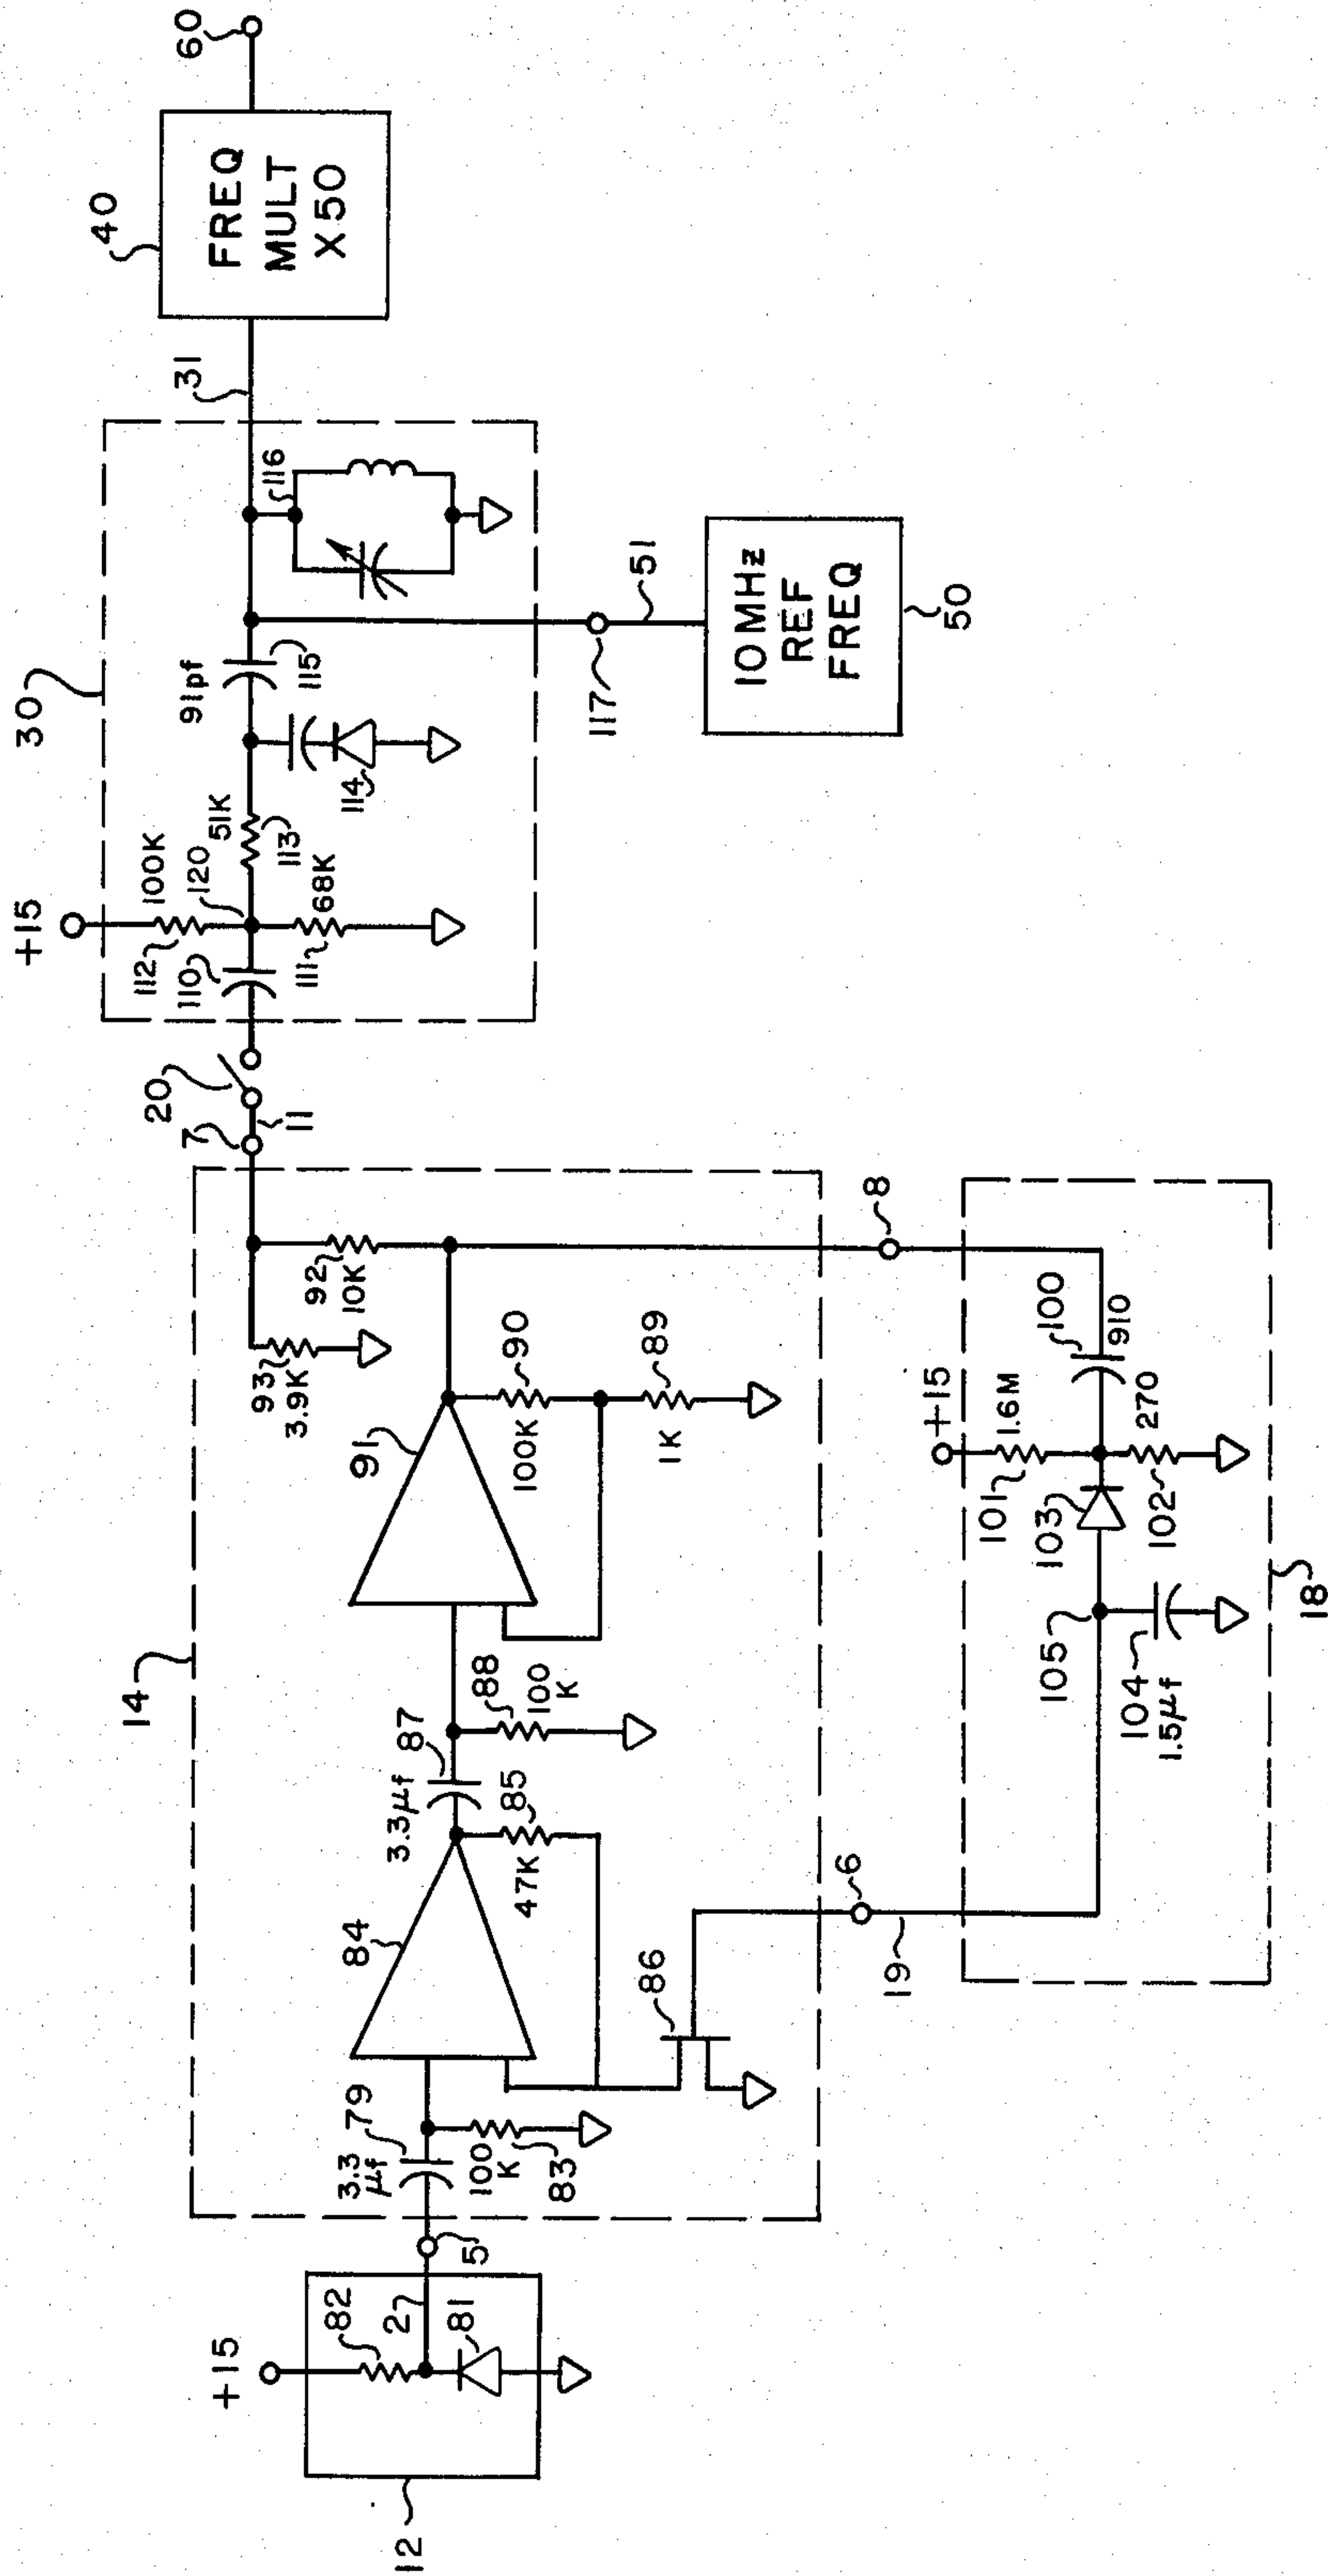 +15
12
82
2
81
5
14
3.3
µf
79
100
K
83
84
3.3µf
87
47K
85
86
88
100
K
91
100K
90
1K
89
93
3.9K
92
10K
7
11
20
6
19
8
105
104
1.5µf
+15
101
1.6M
103
102
270
100
910
18
30
+15
112
100K
110
120
111
68K
51K
113
114
91pf
115
116
117
51
10MHz
REF
FREQ
50
31
40
FREQ
MULT
X50
60